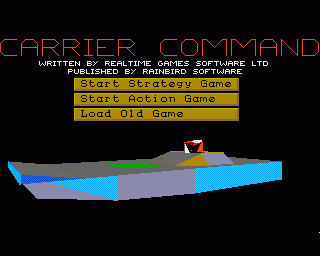 CARRIER COMMAND
WRITTEN BY REALTIME GAMES SOFTWARE LTD
PUBLISHED BY RAINBIRD SOFTWARE
Start Strategy Game
Start Action Game
Load Old Game